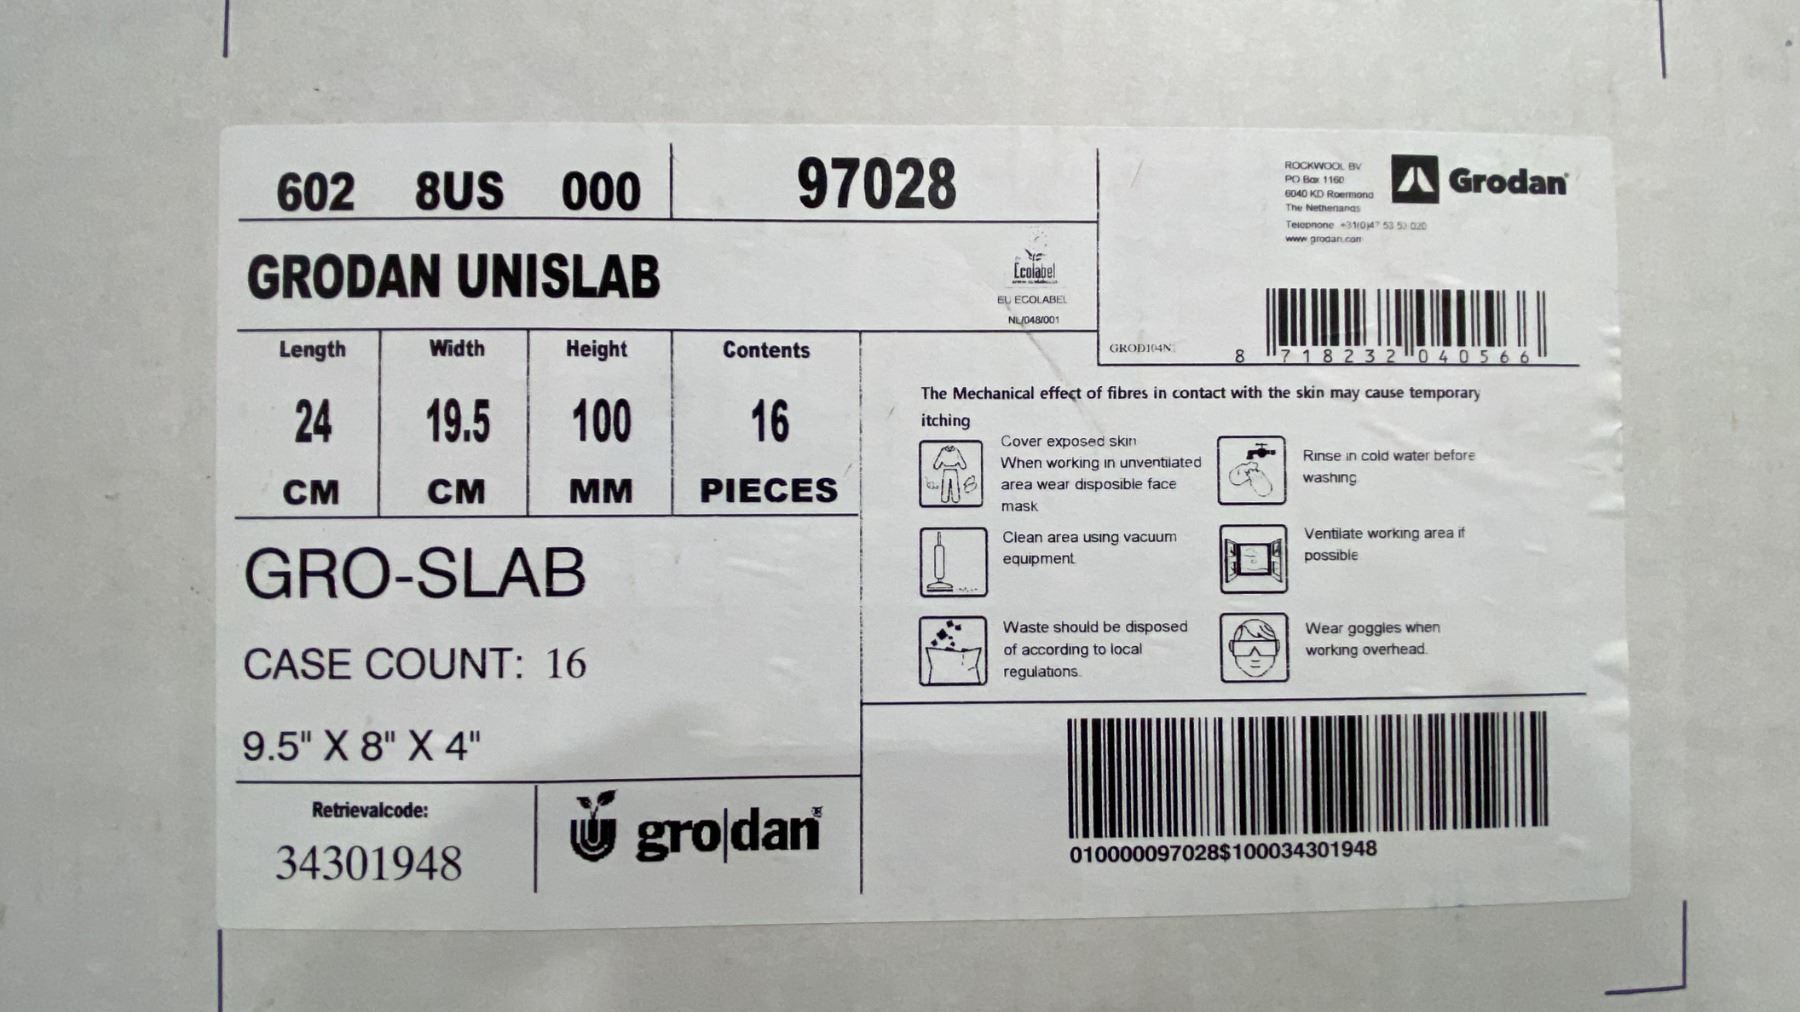 602 8US 000
97028
ROCKWOOL BV
PO Box 1160
6040 KD Roermond
The Netherlands
www.grodan.com
Grodan
GRODAN UNISLAB
Ecolabel
EU ECOLABEL
NL/048/001
GROD104N
8 718232 040566
Length Width Height Contents
24 19.5 100 16
CM CM MM PIECES
The Mechanical effect of fibres in contact with the skin may cause temporary
itching
Cover exposed skin
When working in unventilated
area wear disposible face
mask
Rinse in cold water before
washing
Clean area using vacuum
equipment
Ventilate working area if
possible
Waste should be disposed
of according to local
regulations.
Wear goggles when
working overhead.
GRO-SLAB
CASE COUNT: 16
9.5" X 8" X 4"
Retrievalcode:
34301948
gro|dan®
010000097028$100034301948